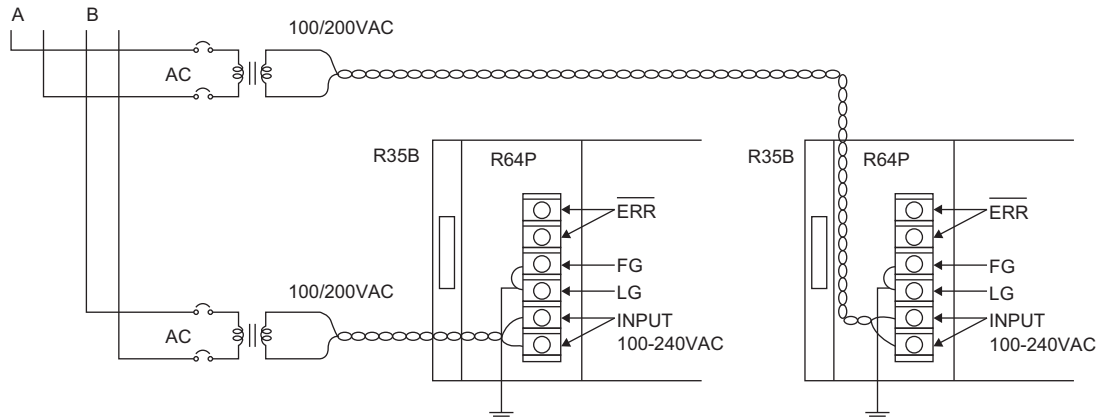 A
B
100/200VAC
AC
R35B
R64P
ERR
FG
LG
INPUT
100-240VAC
R35B
R64P
ERR
FG
LG
INPUT
100-240VAC
100/200VAC
AC